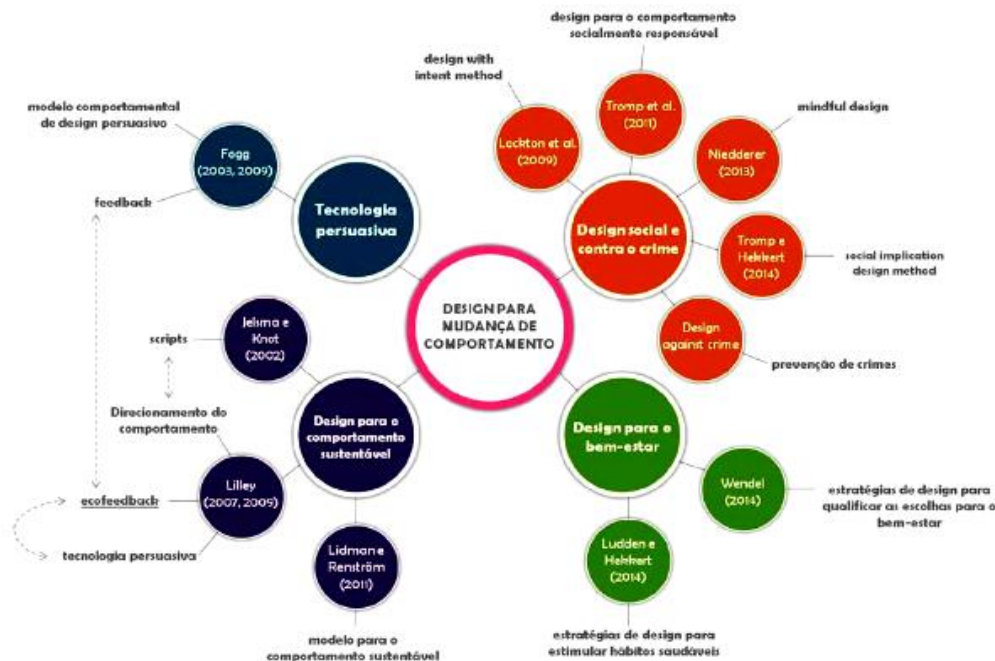 design para o comportamento
socialmente responsável
design with
intent method
modelo comportamental
de design persuasivo
Tromp et al.
(2011)
mindful design
Lockton et al.
(2009)
Niedderer
(2013)
Fogg
(2003, 2009)
feedback
Tecnologia
persuasiva
Design social e
contra o crime
Tromp e
Hekkert
(2014)
social implication
design method
DESIGN PARA
MUDANÇA DE
COMPORTAMENTO
Jelsma e
Knot
(2002)
scripts
Design
against crime
prevenção de crimes
Direcionamento do
comportamento
Design para o
comportamento
sustentável
Design para o
bem-estar
Lilley
(2007, 2009)
ecofeedback
tecnologia persuasiva
Wendel
(2014)
estratégias de design para
qualificar as escolhas para o
bem-estar
Lidman e
Renström
(2011)
Ludden e
Hekkert
(2014)
modelo para o
comportamento sustentável
estratégias de design para
estimular hábitos saudáveis